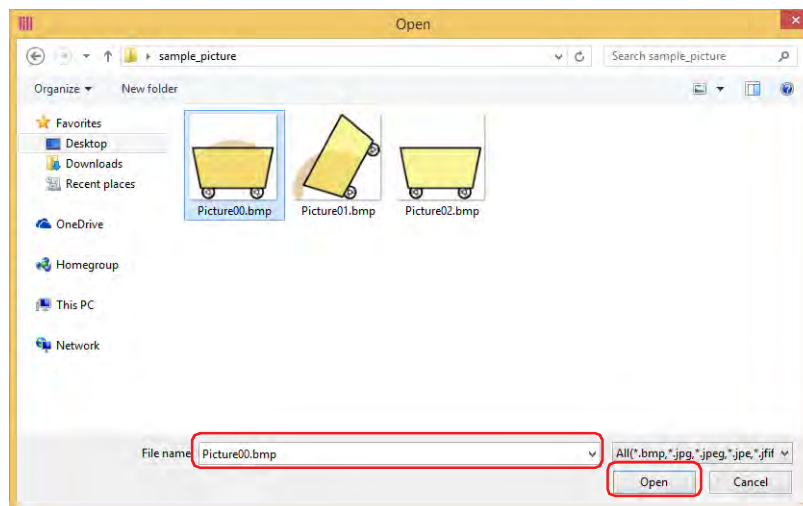 Open
sample_picture
Search sample_picture
Organize
New folder
Favorites
Desktop
Downloads
Recent places
OneDrive
Homegroup
This PC
Network
Picture00.bmp
Picture01.bmp
Picture02.bmp
File name
Picture00.bmp
All(*.bmp,*.jpg,*.jpeg,*.jpe,*.jfif
Open
Cancel